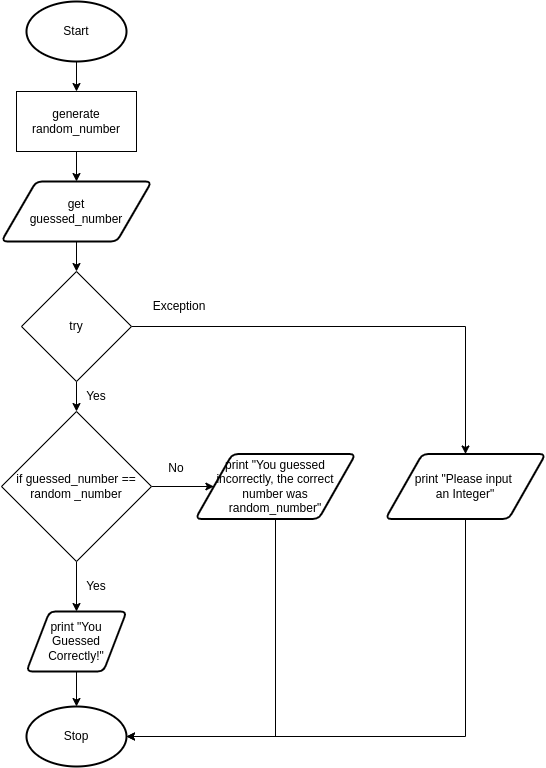 Start
generate
random_number
get
guessed_number
try
Exception
Yes
if guessed_number ==
random _number
No
print "You guessed
incorrectly, the correct
number was
random_number"
print "Please input
an Integer"
Yes
print "You
Guessed
Correctly!"
Stop